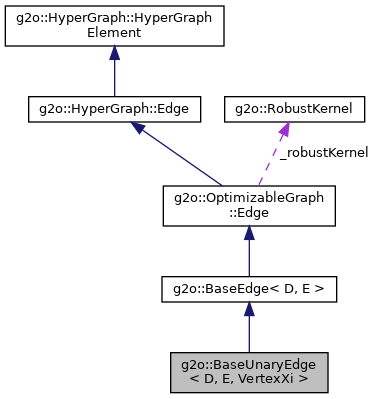 g2o::HyperGraph::HyperGraph
Element
g2o::HyperGraph::Edge
g2o::RobustKernel
_robustKernel
g2o::OptimizableGraph
::Edge
g2o::BaseEdge< D, E >
g2o::BaseUnaryEdge
< D, E, VertexXi >